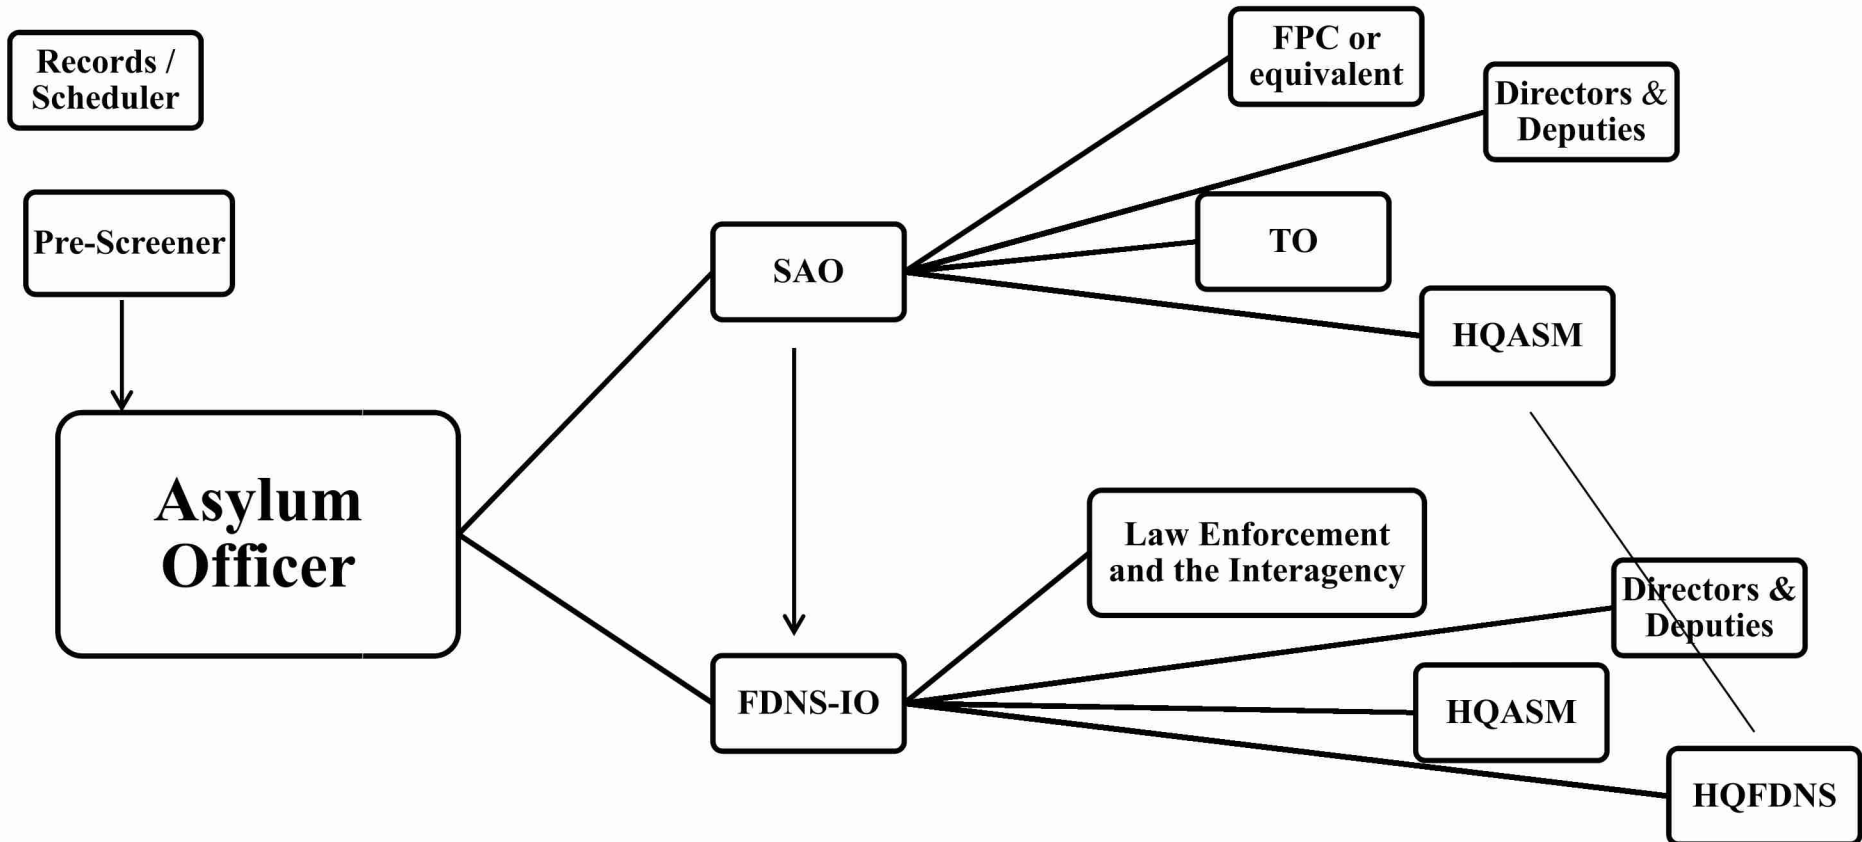 Records /
Scheduler
Pre-Screener
Asylum
Officer
SAO
FDNS-IO
FPC or
equivalent
Directors &
Deputies
TO
HQASM
Law Enforcement
and the Interagency
Directors &
Deputies
HQASM
HQFDNS